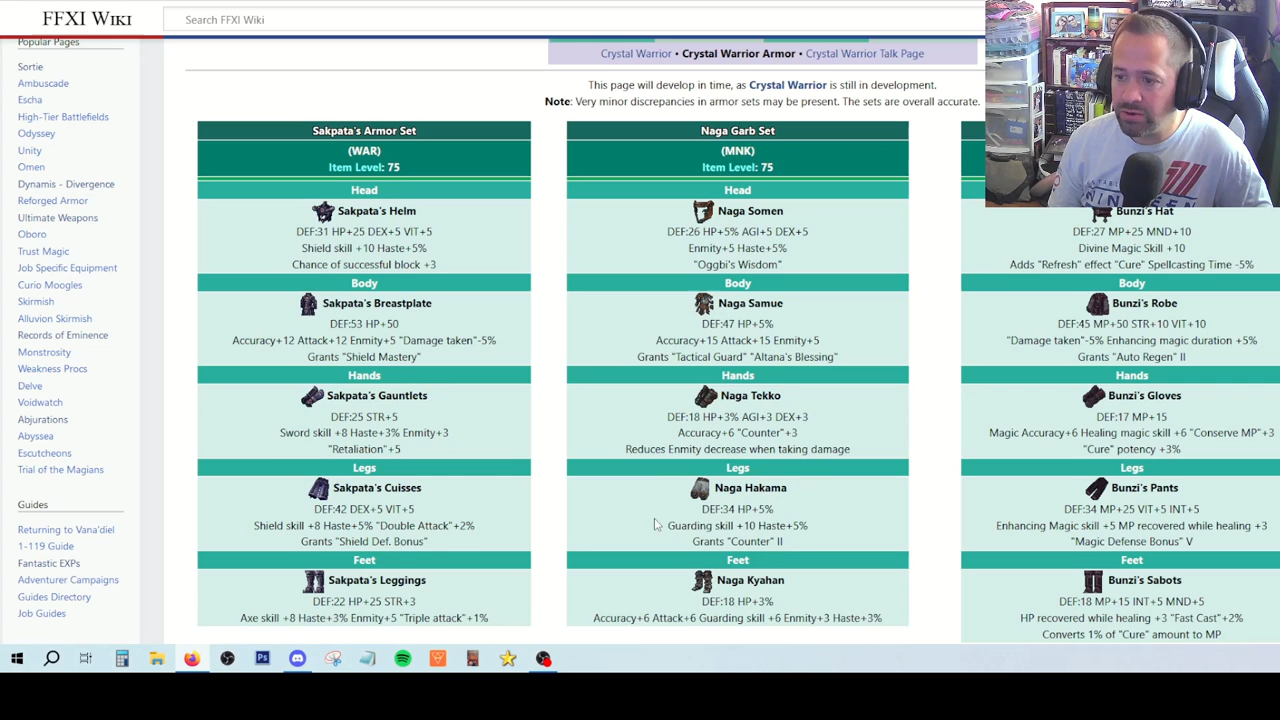 FFXI WIKI
Search FFXI Wiki
Popular Pages
Sortie
Ambuscade
Escha
High-Tier Battlefields
Odyssey
Unity
Omen
Dynamis - Divergence
Reforged Armor
Ultimate Weapons
Oboro
Trust Magic
Job Specific Equipment
Curio Moogles
Skirmish
Alluvion Skirmish
Records of Eminence
Monstrosity
Weakness Procs
Delve
Voidwatch
Abjurations
Abyssea
Escutcheons
Trial of the Magians
Guides
Returning to Vana'diel
1-119 Guide
Fantastic EXPs
Adventurer Campaigns
Guides Directory
Job Guides
Crystal Warrior • Crystal Warrior Armor • Crystal Warrior Talk Page
This page will develop in time, as Crystal Warrior is still in development.
Note: Very minor discrepancies in armor sets may be present. The sets are overall accurate.
Sakpata's Armor Set
(WAR)
Item Level: 75
Head
Sakpata's Helm
DEF:31 HP+25 DEX+5 VIT+5
Shield skill +10 Haste+5%
Chance of successful block +3
Body
Sakpata's Breastplate
DEF:53 HP+50
Accuracy+12 Attack+12 Enmity+5 "Damage taken"-5%
Grants "Shield Mastery"
Hands
Sakpata's Gauntlets
DEF:25 STR+5
Sword skill +8 Haste+3% Enmity+3
"Retaliation"+5
Legs
Sakpata's Cuisses
DEF:42 DEX+5 VIT+5
Shield skill +8 Haste+5% "Double Attack"+2%
Grants "Shield Def. Bonus"
Feet
Sakpata's Leggings
DEF:22 HP+25 STR+3
Axe skill +8 Haste+3% Enmity+5 "Triple attack"+1%
Naga Garb Set
(MNK)
Item Level: 75
Head
Naga Somen
DEF:26 HP+5% AGI+5 DEX+5
Enmity+5 Haste+5%
"Oggbi's Wisdom"
Body
Naga Samue
DEF:47 HP+5%
Accuracy+15 Attack+15 Enmity+5
Grants "Tactical Guard" "Altana's Blessing"
Hands
Naga Tekko
DEF:18 HP+3% AGI+3 DEX+3
Accuracy+6 "Counter"+3
Reduces Enmity decrease when taking damage
Legs
Naga Hakama
DEF:34 HP+5%
Guarding skill +10 Haste+5%
Grants "Counter" II
Feet
Naga Kyahan
DEF:18 HP+3%
Accuracy+6 Attack+6 Guarding skill +6 Enmity+3 Haste+3%
Bunzi's Hat
DEF:27 MP+25 MND+10
Divine Magic Skill +10
Adds "Refresh" effect "Cure" Spellcasting Time -5%
Body
Bunzi's Robe
DEF:45 MP+50 STR+10 VIT+10
"Damage taken"-5% Enhancing magic duration +5%
Grants "Auto Regen" II
Hands
Bunzi's Gloves
DEF:17 MP+15
Magic Accuracy+6 Healing magic skill +6 "Conserve MP"+3
"Cure" potency +3%
Legs
Bunzi's Pants
DEF:34 MP+25 VIT+5 INT+5
Enhancing Magic skill +5 MP recovered while healing +3
"Magic Defense Bonus" V
Feet
Bunzi's Sabots
DEF:18 MP+15 INT+5 MND+5
HP recovered while healing +3 "Fast Cast"+2%
Converts 1% of "Cure" amount to MP